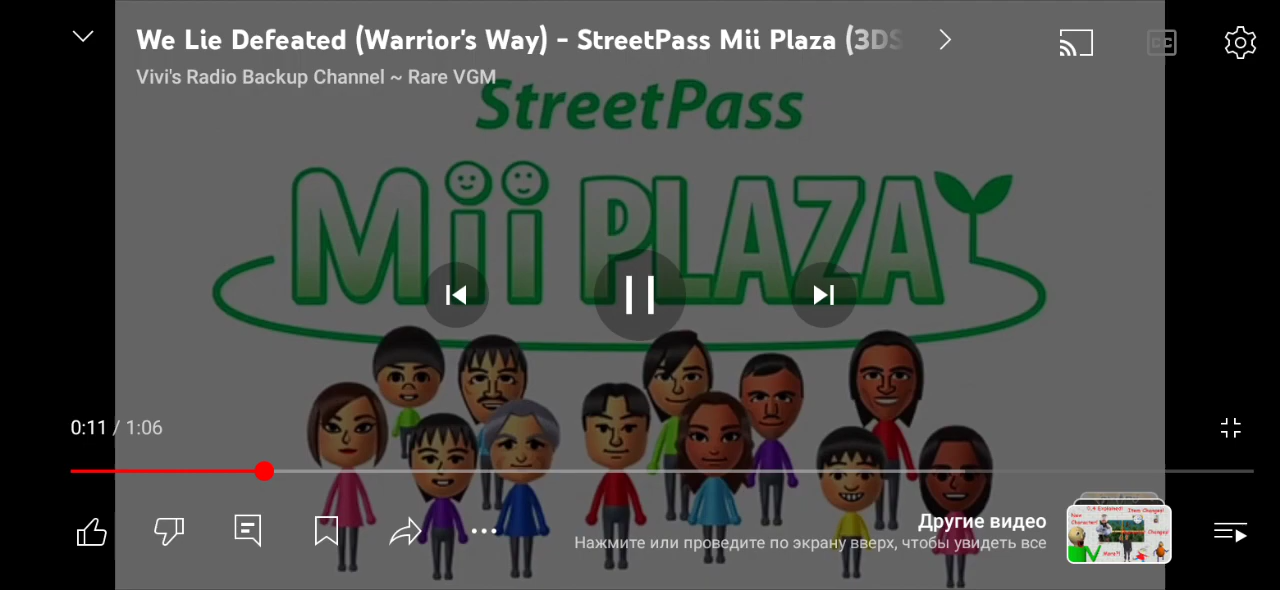 We Lie Defeated (Warrior's Way) - StreetPass Mii Plaza (3DS
CC
Vivi's Radio Backup Channel ~ Rare VGM
StreetPass
Mii PLAZA
0:11 / 1:06
Другие видео
Нажмите или проведите по экрану вверх, чтобы увидеть все